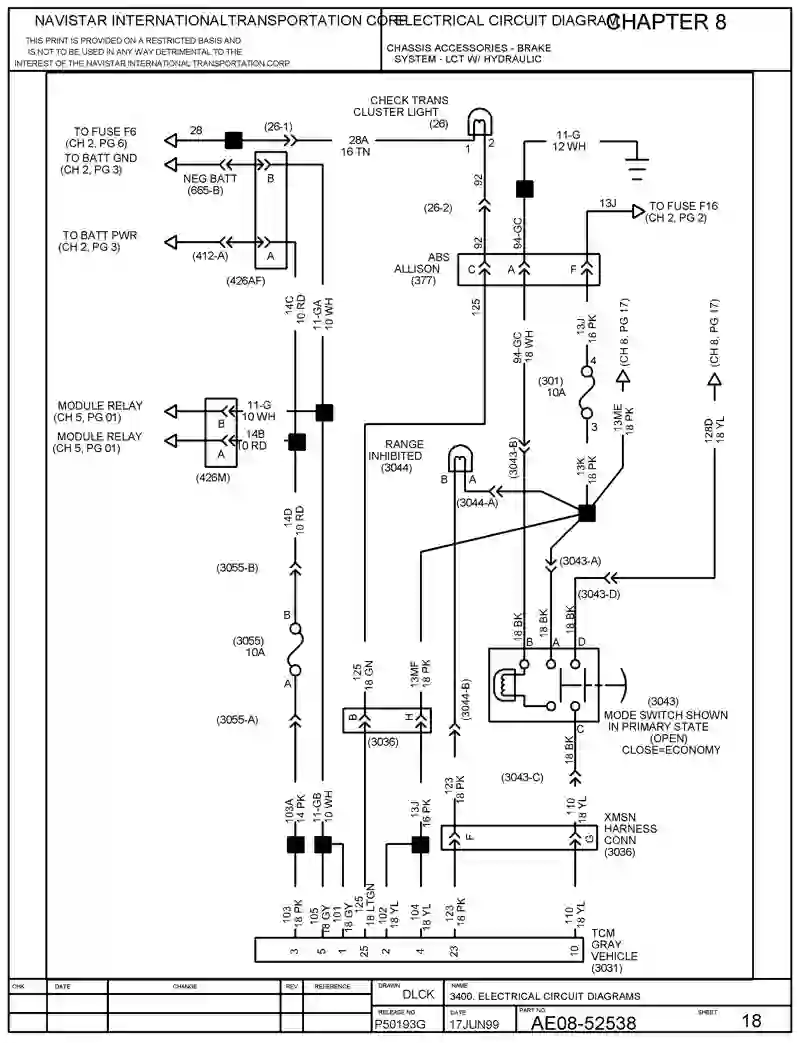 NAVISTAR INTERNATIONALTRANSPORTATION CORP
ELECTRICAL CIRCUIT DIAGRAM
CHAPTER 8
THIS PRINT IS PROVIDED ON A RESTRICTED BASIS AND
IS NOT TO BE USED IN ANY WAY DETRIMENTAL TO THE
INTEREST OF THE NAVISTAR INTERNATIONAL TRANSPORTATION CORP
CHASSIS ACCESSORIES - BRAKE
SYSTEM - LCT W/ HYDRAULIC
CHECK TRANS
CLUSTER LIGHT
(26)
TO FUSE F6
(CH 2, PG 6)
28
(26-1)
28A
16 TN
1
2
11-G
12 WH
TO BATT GND
(CH 2, PG 3)
NEG BATT
(665-B)
B
92
(26-2)
92
94-GC
13J
TO FUSE F16
(CH 2, PG 2)
TO BATT PWR
(CH 2, PG 3)
(412-A)
A
(426AF)
ABS
ALLISON
(377)
C
A
F
14C
10 RD
11-GA
10 WH
125
94-GC
18 WH
13J
16 PK
4
(301)
10A
3
(CH 8, PG 17)
(CH 8, PG 17)
13ME
18 PK
128D
18 YL
MODULE RELAY
(CH 5, PG 01)
B
11-G
10 WH
MODULE RELAY
(CH 5, PG 01)
A
14B
10 RD
(426M)
RANGE
INHIBITED
(3044)
B
A
(3044-A)
(3043-B)
13K
18 PK
14D
10 RD
(3055-B)
B
(3055)
10A
A
(3055-A)
(3043-A)
(3043-D)
18 BK
18 BK
18 BK
B
A
D
125
18 GN
13MF
18 PK
(3044-B)
B
H
(3036)
(3043)
MODE SWITCH SHOWN
IN PRIMARY STATE
(OPEN)
CLOSE=ECONOMY
C
18 BK
(3043-C)
103A
14 PK
11-GB
10 WH
13J
16 PK
123
18 PK
110
18 YL
F
G
XMSN
HARNESS
CONN
(3036)
103
18 PK
105
18 GY
101
18 GY
125
18 LTGN
102
18 YL
104
18 YL
123
18 PK
110
18 YL
3
5
1
25
2
4
23
10
TCM
GRAY
VEHICLE
(3031)
CHK
DATE
CHANGE
REV
REFERENCE
DRAWN
DLCK
NAME
3400. ELECTRICAL CIRCUIT DIAGRAMS
RELEASE NO
P50193G
DATE
17JUN99
PART NO.
AE08-52538
SHEET
18